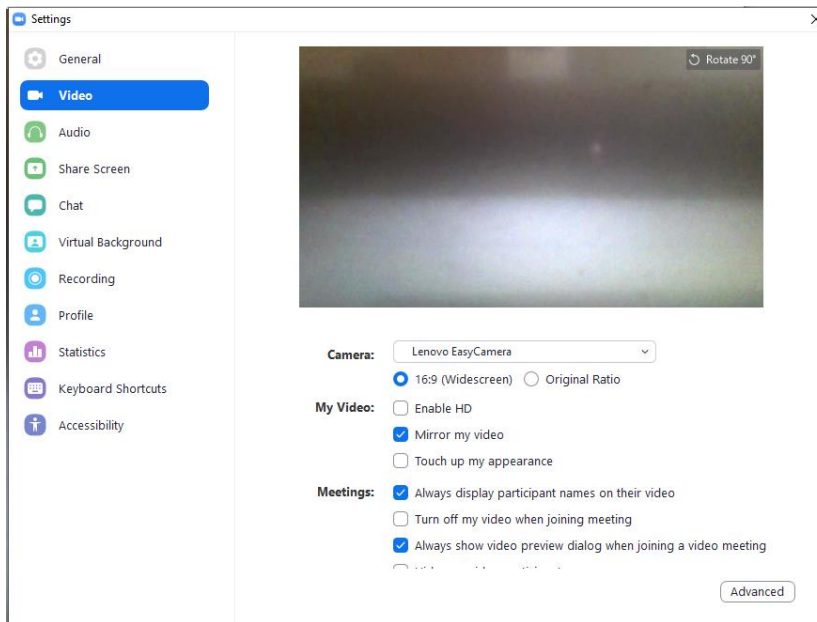 Settings
General
Video
Audio
Share Screen
Chat
Virtual Background
Recording
Profile
Statistics
Keyboard Shortcuts
Accessibility
Rotate 90°
Camera: Lenovo EasyCamera
16:9 (Widescreen) Original Ratio
My Video: Enable HD
Mirror my video
Touch up my appearance
Meetings: Always display participant names on their video
Turn off my video when joining meeting
Always show video preview dialog when joining a video meeting
Advanced